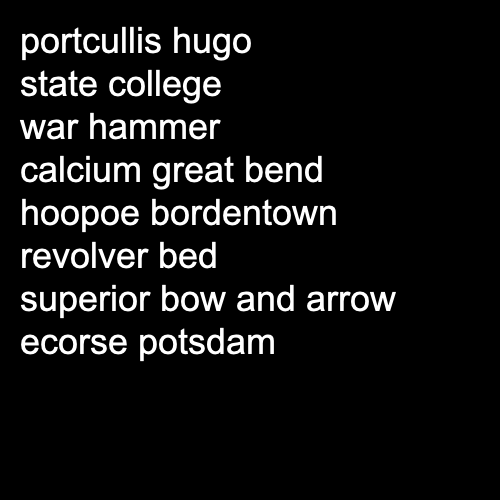 portcullis hugo
state college
war hammer
calcium great bend
hoopoe bordentown
revolver bed
superior bow and arrow
ecorse potsdam